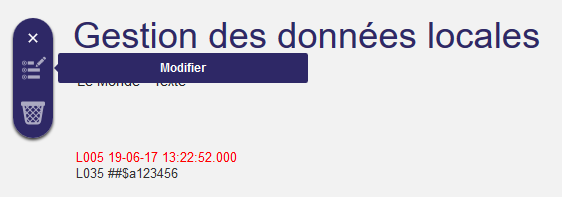 Gestion des données locales
Modifier
Le Monde - Texte
L005 19-06-17 13:22:52.000
L035 ##$a123456